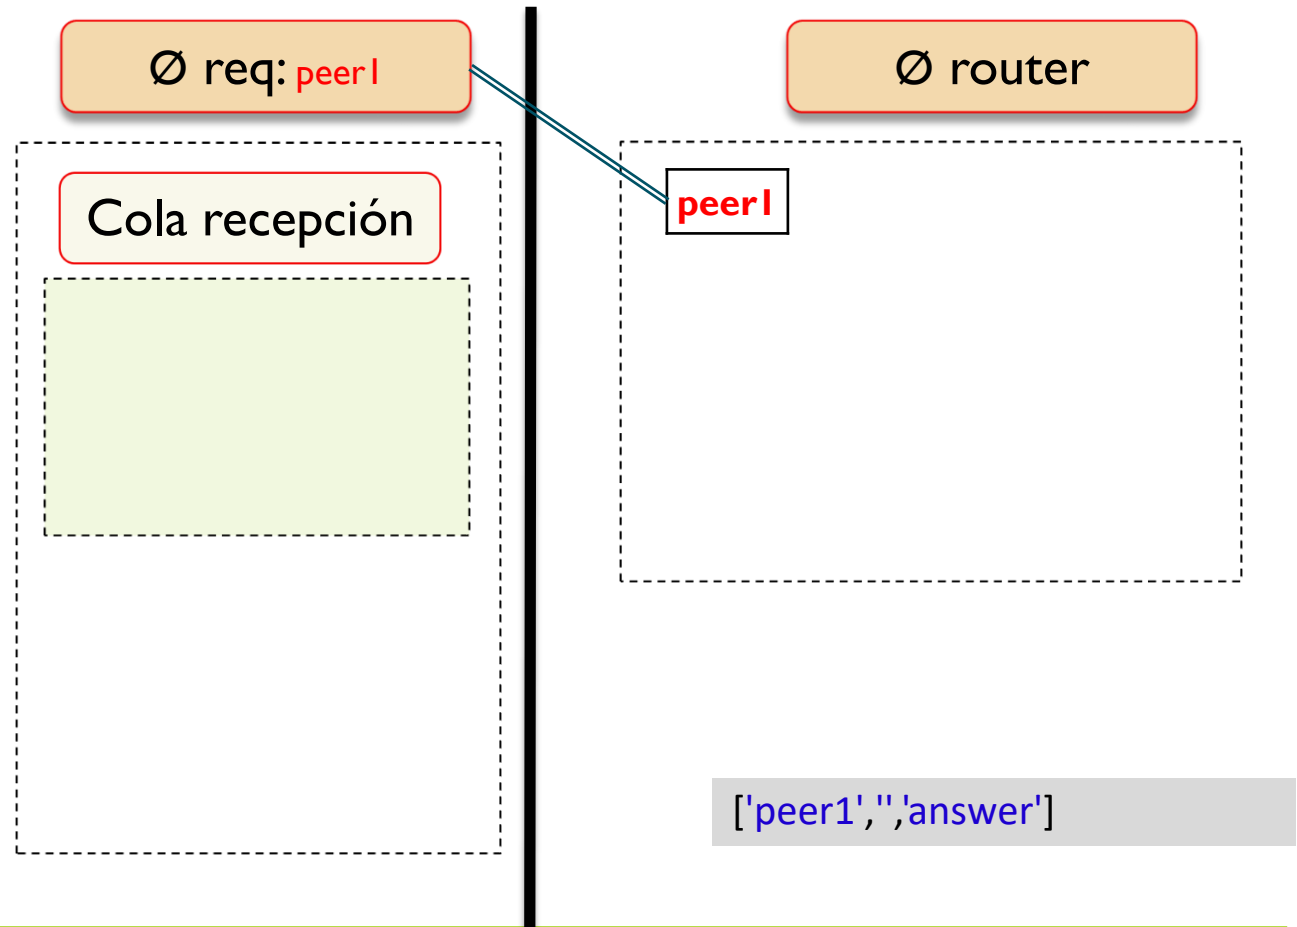 Ø req: peer1
Ø router
Cola recepción
peer1
['peer1','','answer']